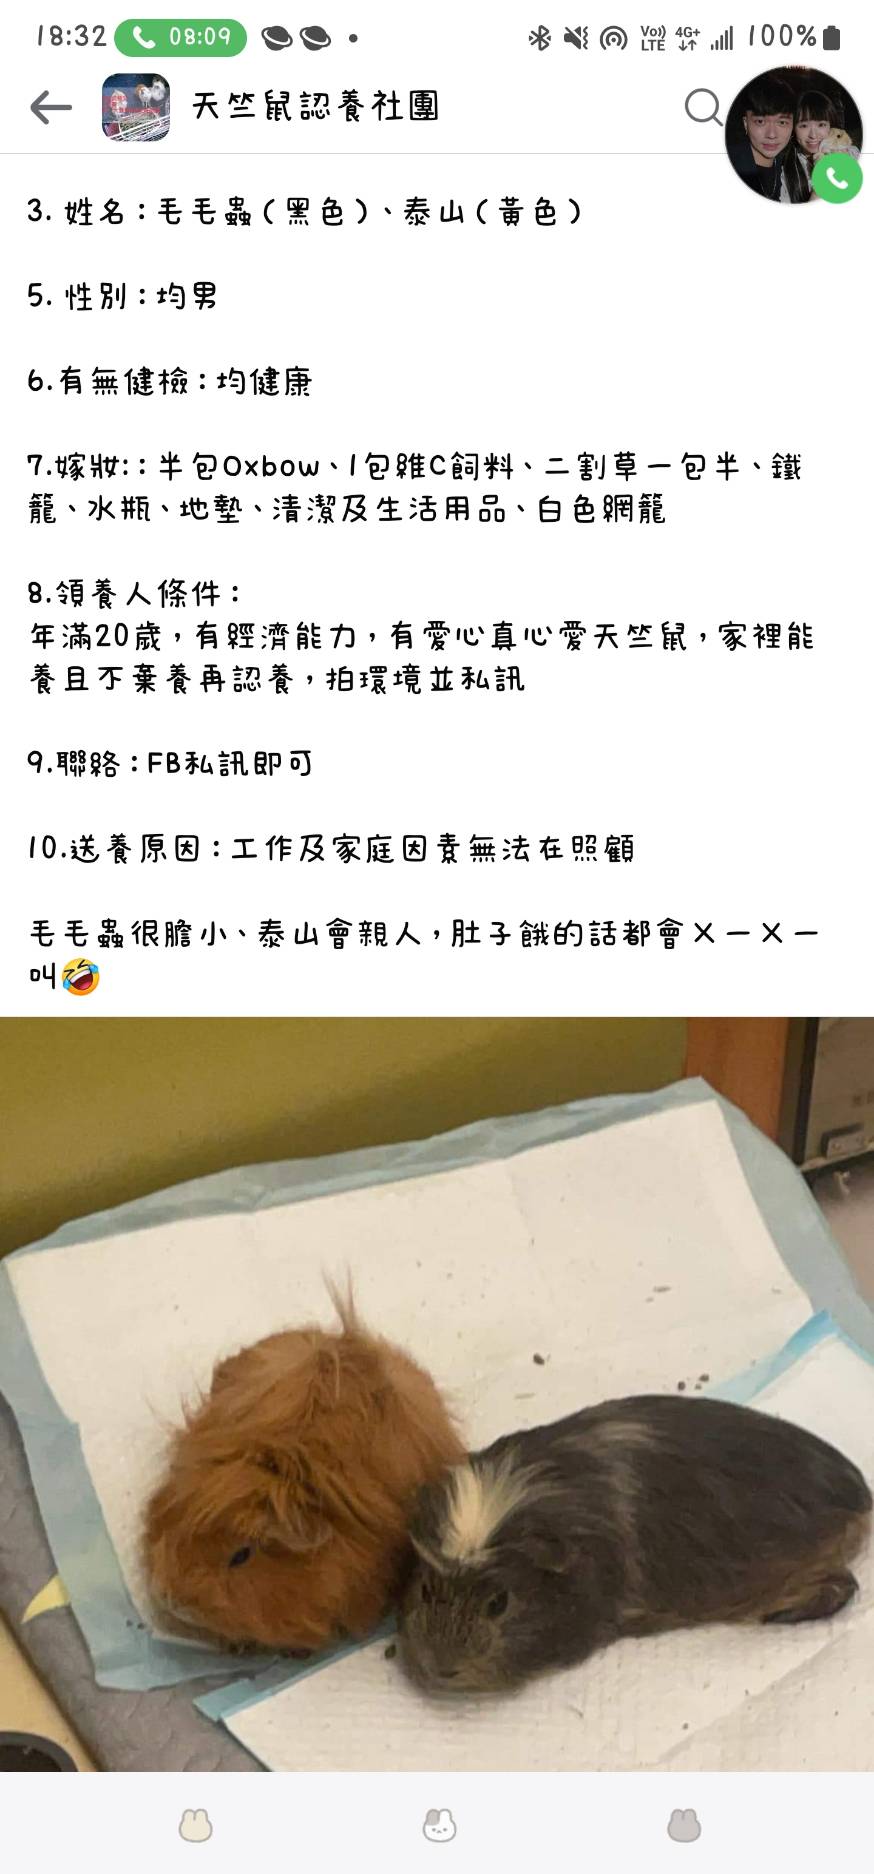 18:32 08:09 Vo)) LTE 4G+ 100%
天竺鼠認養社團
3. 姓名：毛毛蟲（黑色）、泰山（黃色）
5. 性別：均男
6.有無健檢：均健康
7.嫁妝:：半包Oxbow、1包維C飼料、二割草一包半、鐵
籠、水瓶、地墊、清潔及生活用品、白色網籠
8.領養人條件：
年滿20歲，有經濟能力，有愛心真心愛天竺鼠，家裡能
養且不棄養再認養，拍環境並私訊
9.聯絡：FB私訊即可
10.送養原因：工作及家庭因素無法在照顧
毛毛蟲很膽小、泰山會親人，肚子餓的話都會ㄨㄧㄨㄧ
叫🤣